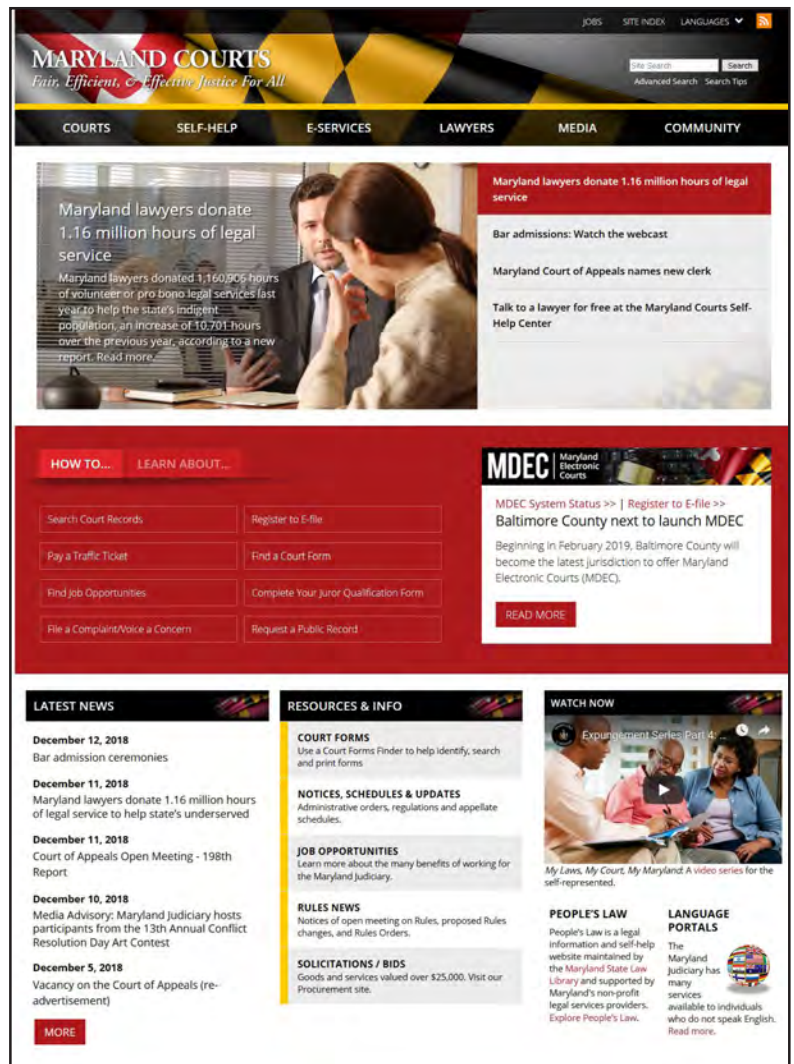 JOBS SITE INDEX LANGUAGES
MARYLAND COURTS
Fair, Efficient, & Effective Justice For All
Site Search Search
Advanced Search Search Tips
COURTS SELF-HELP E-SERVICES LAWYERS MEDIA COMMUNITY
Maryland lawyers donate
1.16 million hours of legal
service
Maryland lawyers donated 1,160,906 hours
of volunteer or pro bono legal services last
year to help the state's indigent
population, an increase of 10,701 hours
over the previous year, according to a new
report. Read more.
Maryland lawyers donate 1.16 million hours of legal
service
Bar admissions: Watch the webcast
Maryland Court of Appeals names new clerk
Talk to a lawyer for free at the Maryland Courts Self-
Help Center
HOW TO... LEARN ABOUT...
Search Court Records
Register to E-file
Pay a Traffic Ticket
Find a Court Form
Find Job Opportunities
Complete Your Juror Qualification Form
File a Complaint/Voice a Concern
Request a Public Record
MDEC Maryland
Electronic
Courts
MDEC System Status >> | Register to E-file >>
Baltimore County next to launch MDEC
Beginning in February 2019, Baltimore County will
become the latest jurisdiction to offer Maryland
Electronic Courts (MDEC).
READ MORE
LATEST NEWS
December 12, 2018
Bar admission ceremonies
December 11, 2018
Maryland lawyers donate 1.16 million hours
of legal service to help state's underserved
December 11, 2018
Court of Appeals Open Meeting - 198th
Report
December 10, 2018
Media Advisory: Maryland Judiciary hosts
participants from the 13th Annual Conflict
Resolution Day Art Contest
December 5, 2018
Vacancy on the Court of Appeals (re-
advertisement)
MORE
RESOURCES & INFO
COURT FORMS
Use a Court Forms Finder to help identify, search
and print forms
NOTICES, SCHEDULES & UPDATES
Administrative orders, regulations and appellate
schedules.
JOB OPPORTUNITIES
Learn more about the many benefits of working for
the Maryland Judiciary.
RULES NEWS
Notices of open meeting on Rules, proposed Rules
changes, and Rules Orders.
SOLICITATIONS / BIDS
Goods and services valued over $25,000. Visit our
Procurement site.
WATCH NOW
Expungement Series Part 4: ...
My Laws, My Court, My Maryland: A video series for the
self-represented.
PEOPLE'S LAW
People's Law is a legal
information and self-help
website maintained by
the Maryland State Law
Library and supported by
Maryland's non-profit
legal services providers.
Explore People's Law.
LANGUAGE
PORTALS
The
Maryland
Judiciary has
many
services
available to individuals
who do not speak English.
Read more.